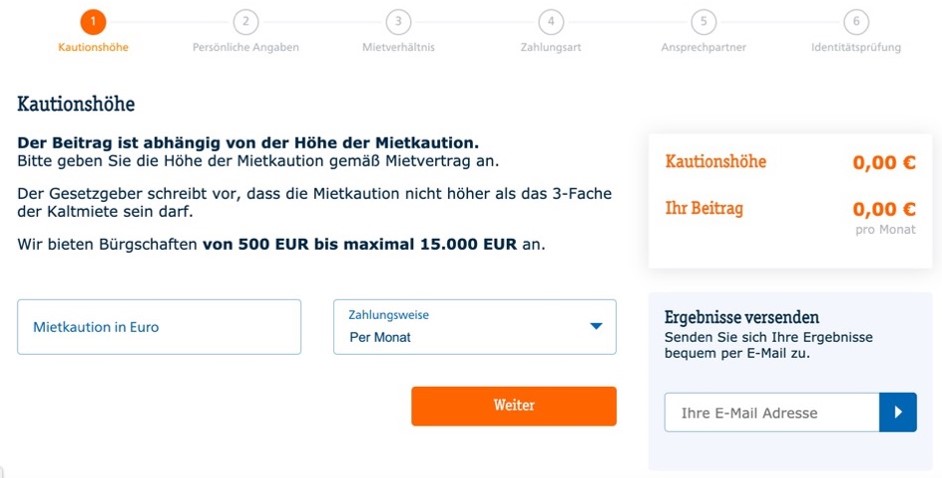 1
2
3
4
5
6
Kautionshöhe
Persönliche Angaben
Mietverhältnis
Zahlungsart
Ansprechpartner
Identitätsprüfung
Kautionshöhe
Der Beitrag ist abhängig von der Höhe der Mietkaution.
Bitte geben Sie die Höhe der Mietkaution gemäß Mietvertrag an.
Der Gesetzgeber schreibt vor, dass die Mietkaution nicht höher als das 3-Fache
der Kaltmiete sein darf.
Wir bieten Bürgschaften von 500 EUR bis maximal 15.000 EUR an.
Mietkaution in Euro
Zahlungsweise
Per Monat
Weiter
Kautionshöhe 0,00 €
Ihr Beitrag 0,00 €
pro Monat
Ergebnisse versenden
Senden Sie sich Ihre Ergebnisse
bequem per E-Mail zu.
Ihre E-Mail Adresse